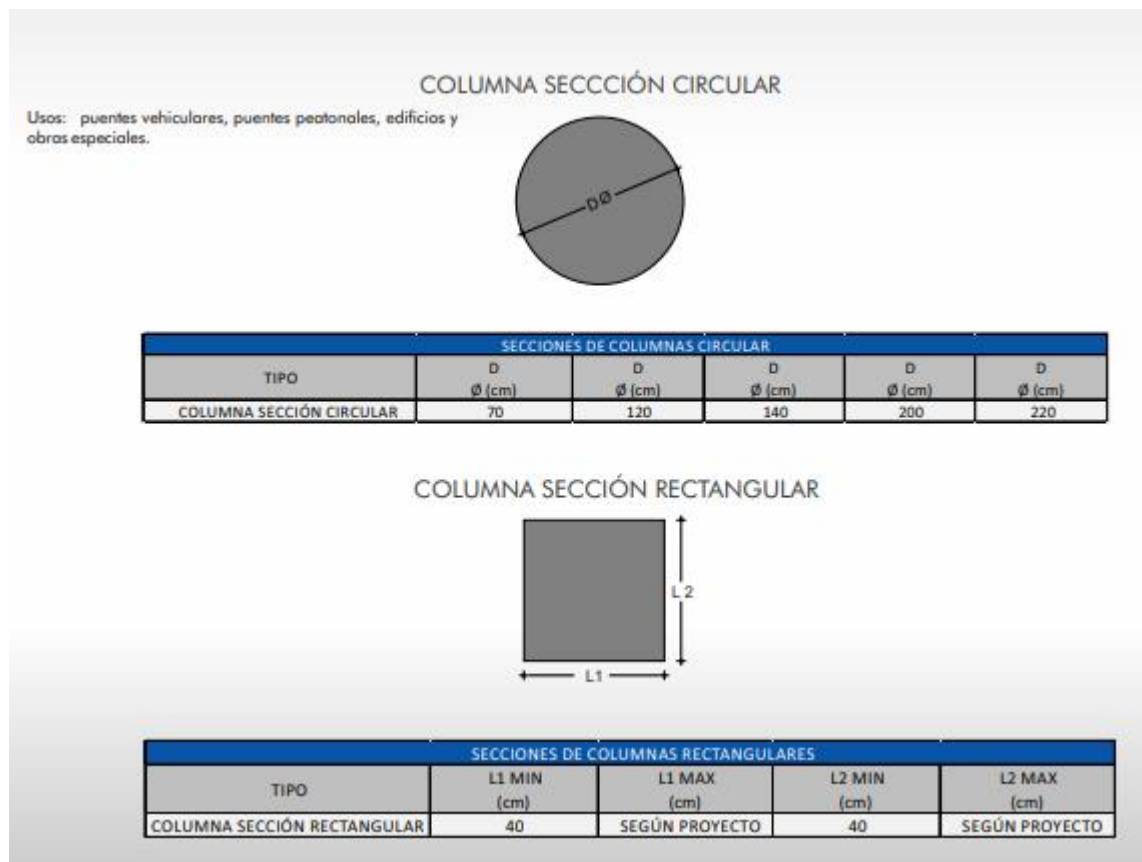 COLUMNA SECCCIÓN CIRCULAR
Usos: puentes vehiculares, puentes peatonales, edificios y
obras especiales.
D Ø
SECCIONES DE COLUMNAS CIRCULAR
TIPO D Ø (cm) D Ø (cm) D Ø (cm) D Ø (cm) D Ø (cm)
COLUMNA SECCIÓN CIRCULAR 70 120 140 200 220
COLUMNA SECCIÓN RECTANGULAR
L 2
L1
SECCIONES DE COLUMNAS RECTANGULARES
TIPO L1 MIN (cm) L1 MAX (cm) L2 MIN (cm) L2 MAX (cm)
COLUMNA SECCIÓN RECTANGULAR 40 SEGÚN PROYECTO 40 SEGÚN PROYECTO